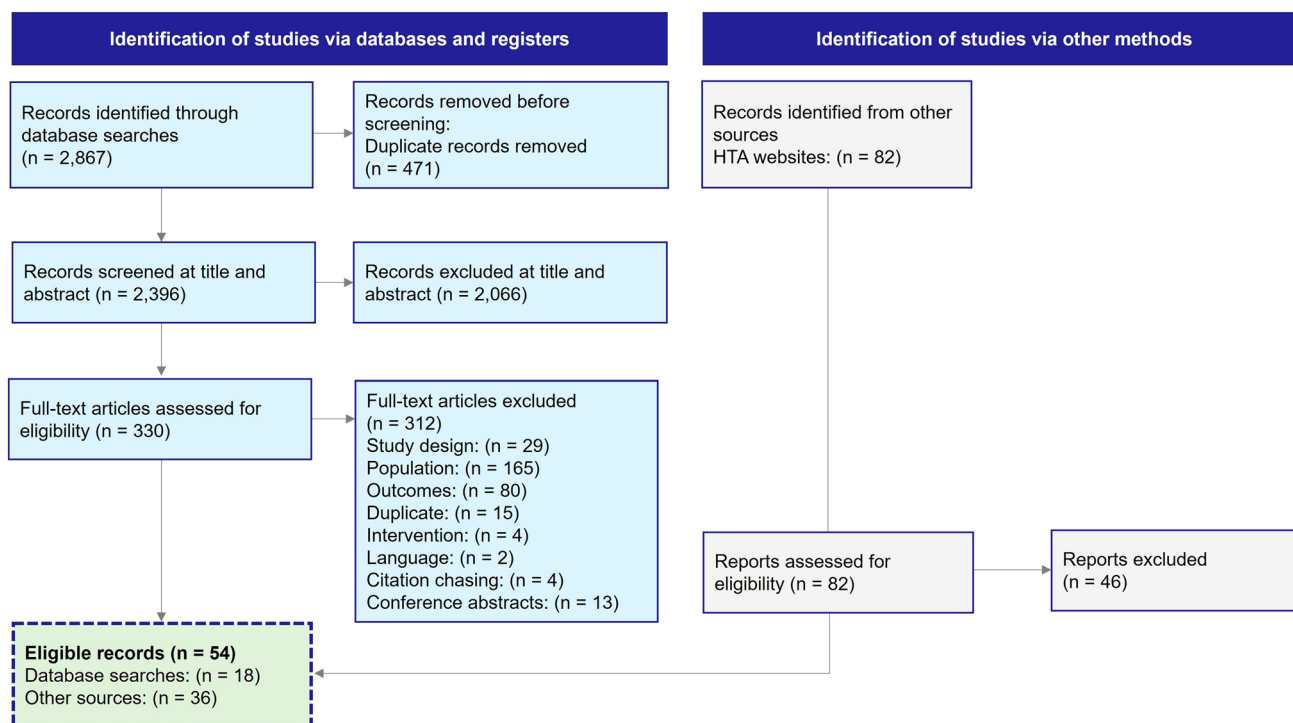 Identification of studies via databases and registers
Identification of studies via other methods
Records identified through
database searches
(n = 2,867)
Records removed before
screening:
Duplicate records removed
(n = 471)
Records identified from other
sources
HTA websites: (n = 82)
Records screened at title and
abstract (n = 2,396)
Records excluded at title and
abstract (n = 2,066)
Full-text articles assessed for
eligibility (n = 330)
Full-text articles excluded
(n = 312)
Study design: (n = 29)
Population: (n = 165)
Outcomes: (n = 80)
Duplicate: (n = 15)
Intervention: (n = 4)
Language: (n = 2)
Citation chasing: (n = 4)
Conference abstracts: (n = 13)
Reports assessed for
eligibility (n = 82)
Reports excluded
(n = 46)
Eligible records (n = 54)
Database searches: (n = 18)
Other sources: (n = 36)